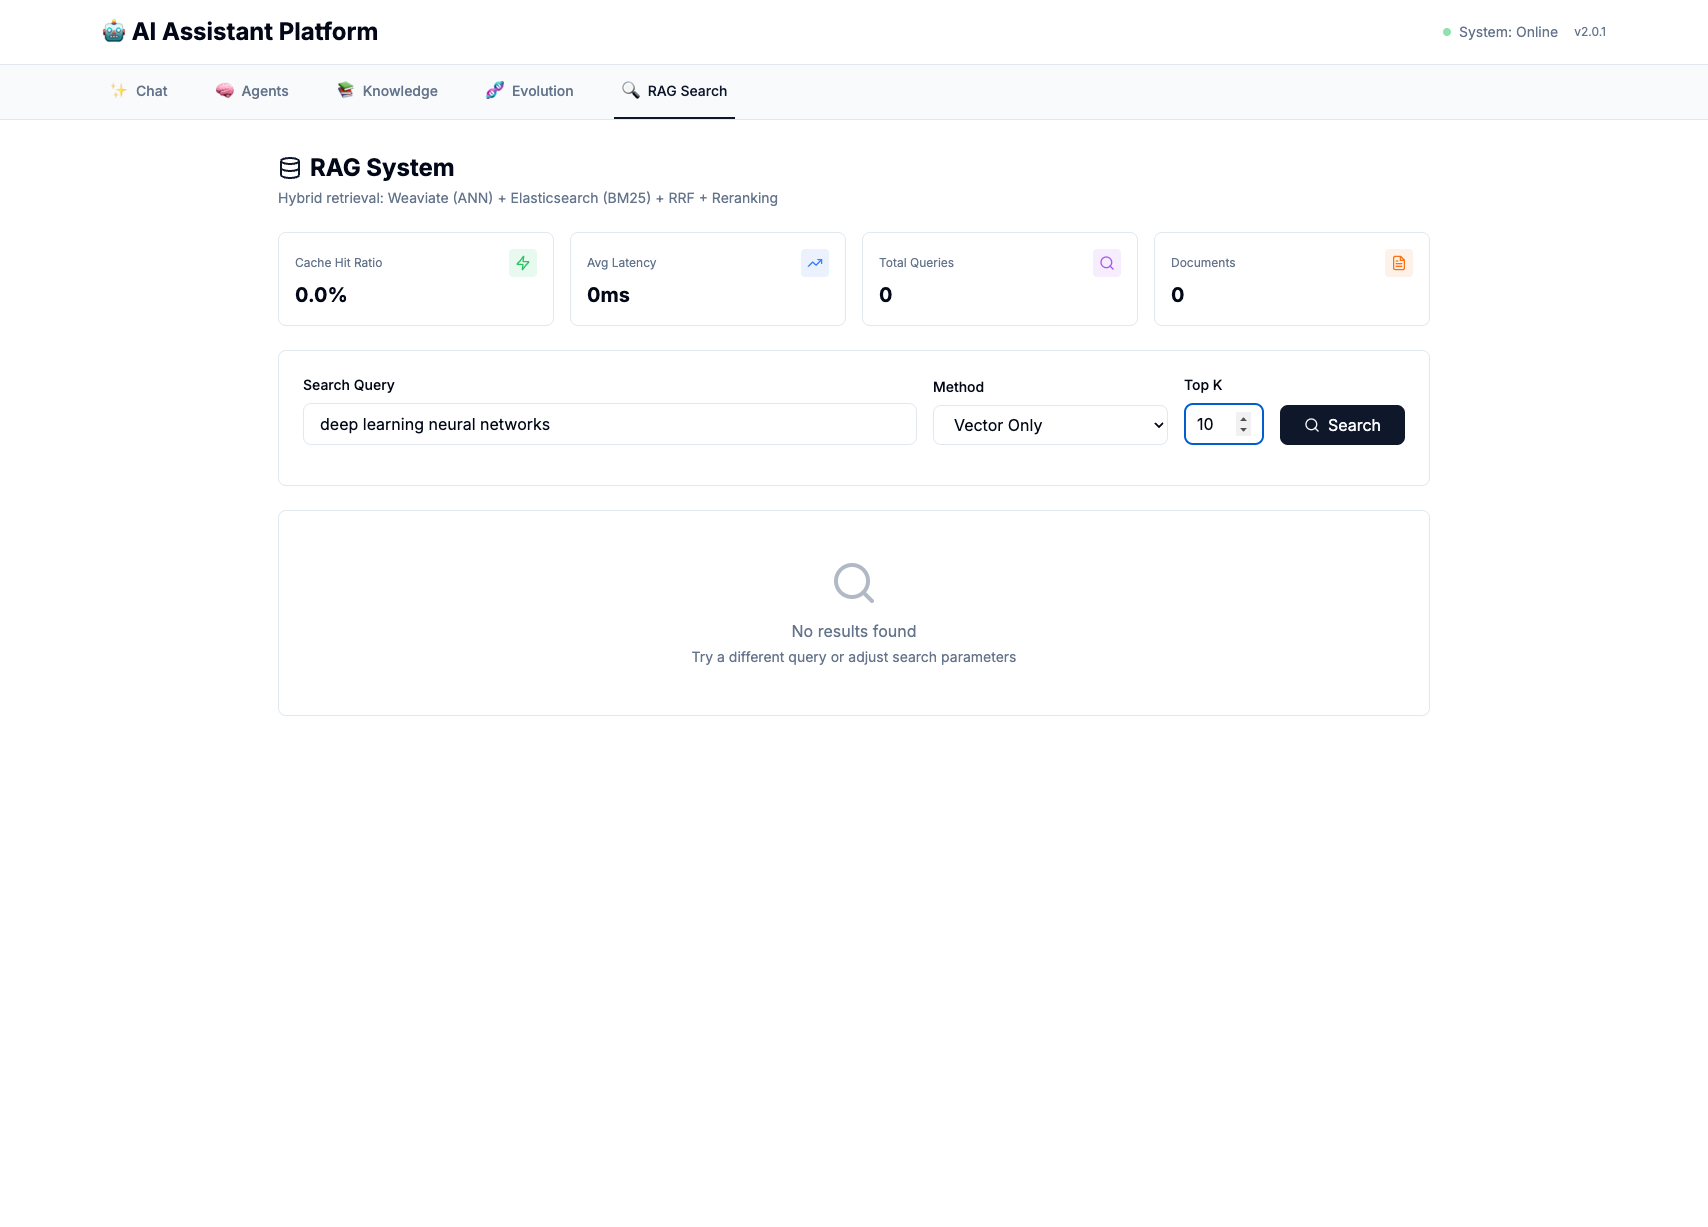 AI Assistant Platform
System: Online v2.0.1
Chat Agents Knowledge Evolution RAG Search
RAG System
Hybrid retrieval: Weaviate (ANN) + Elasticsearch (BM25) + RRF + Reranking
Cache Hit Ratio
0.0%
Avg Latency
0ms
Total Queries
0
Documents
0
Search Query
deep learning neural networks
Method
Vector Only
Top K
10
Search
No results found
Try a different query or adjust search parameters